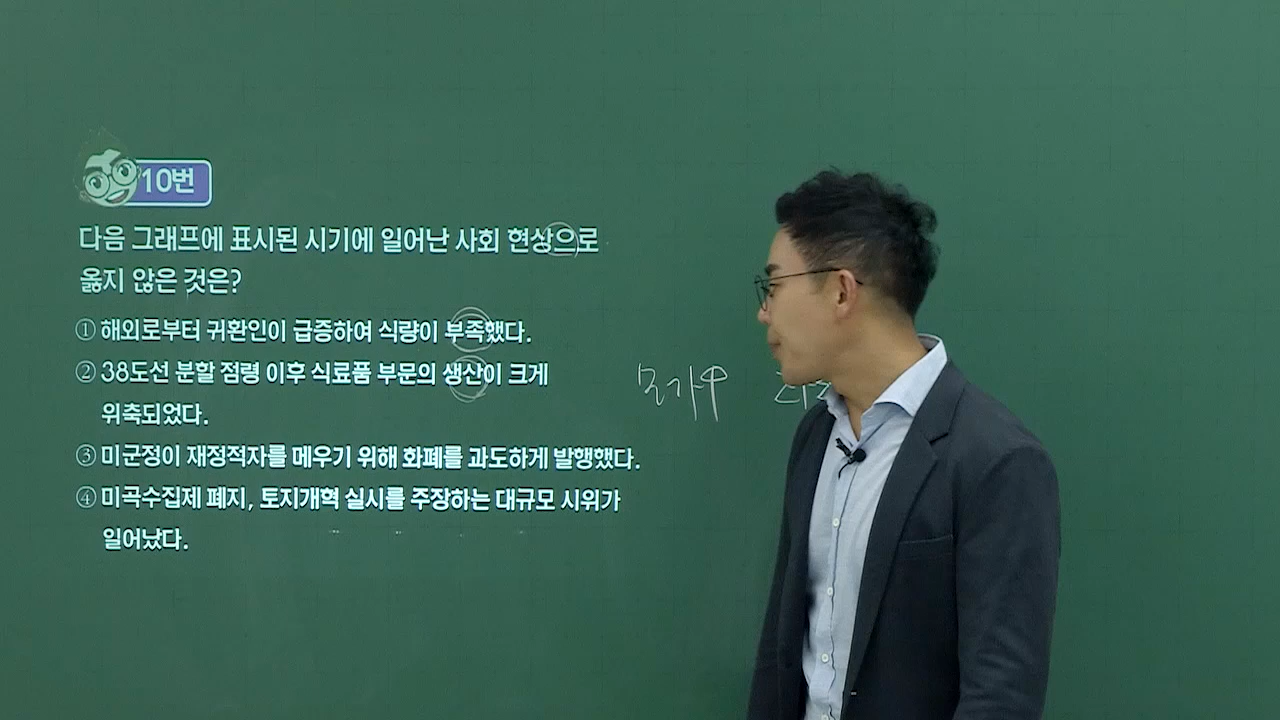 10번
다음 그래프에 표시된 시기에 일어난 사회 현상으로
옳지 않은 것은?
① 해외로부터 귀환인이 급증하여 식량이 부족했다.
② 38도선 분할 점령 이후 식료품 부문의 생산이 크게
위축되었다.
③ 미군정이 재정적자를 메우기 위해 화폐를 과도하게 발행했다.
④ 미곡수집제 폐지, 토지개혁 실시를 주장하는 대규모 시위가
일어났다.
물가↑